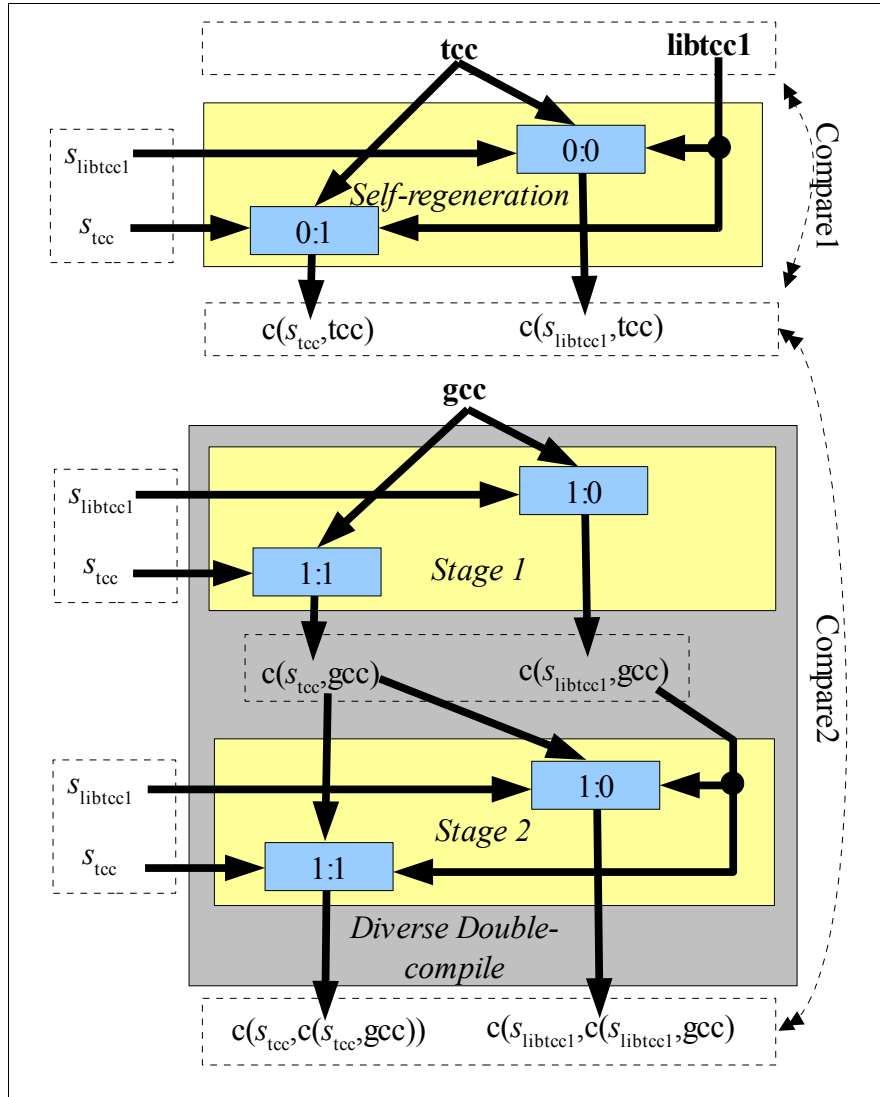 tcc libtcc1
Compare1
s_libtcc1
0:0
Self-regeneration
s_tcc
0:1
c(s_tcc,tcc) c(s_libtcc1,tcc)
gcc
s_libtcc1
1:0
s_tcc
1:1
Stage 1
c(s_tcc,gcc) c(s_libtcc1,gcc)
Compare2
s_libtcc1
1:0
Stage 2
s_tcc
1:1
Diverse Double-
compile
c(s_tcc,c(s_tcc,gcc)) c(s_libtcc1,c(s_libtcc1,gcc)